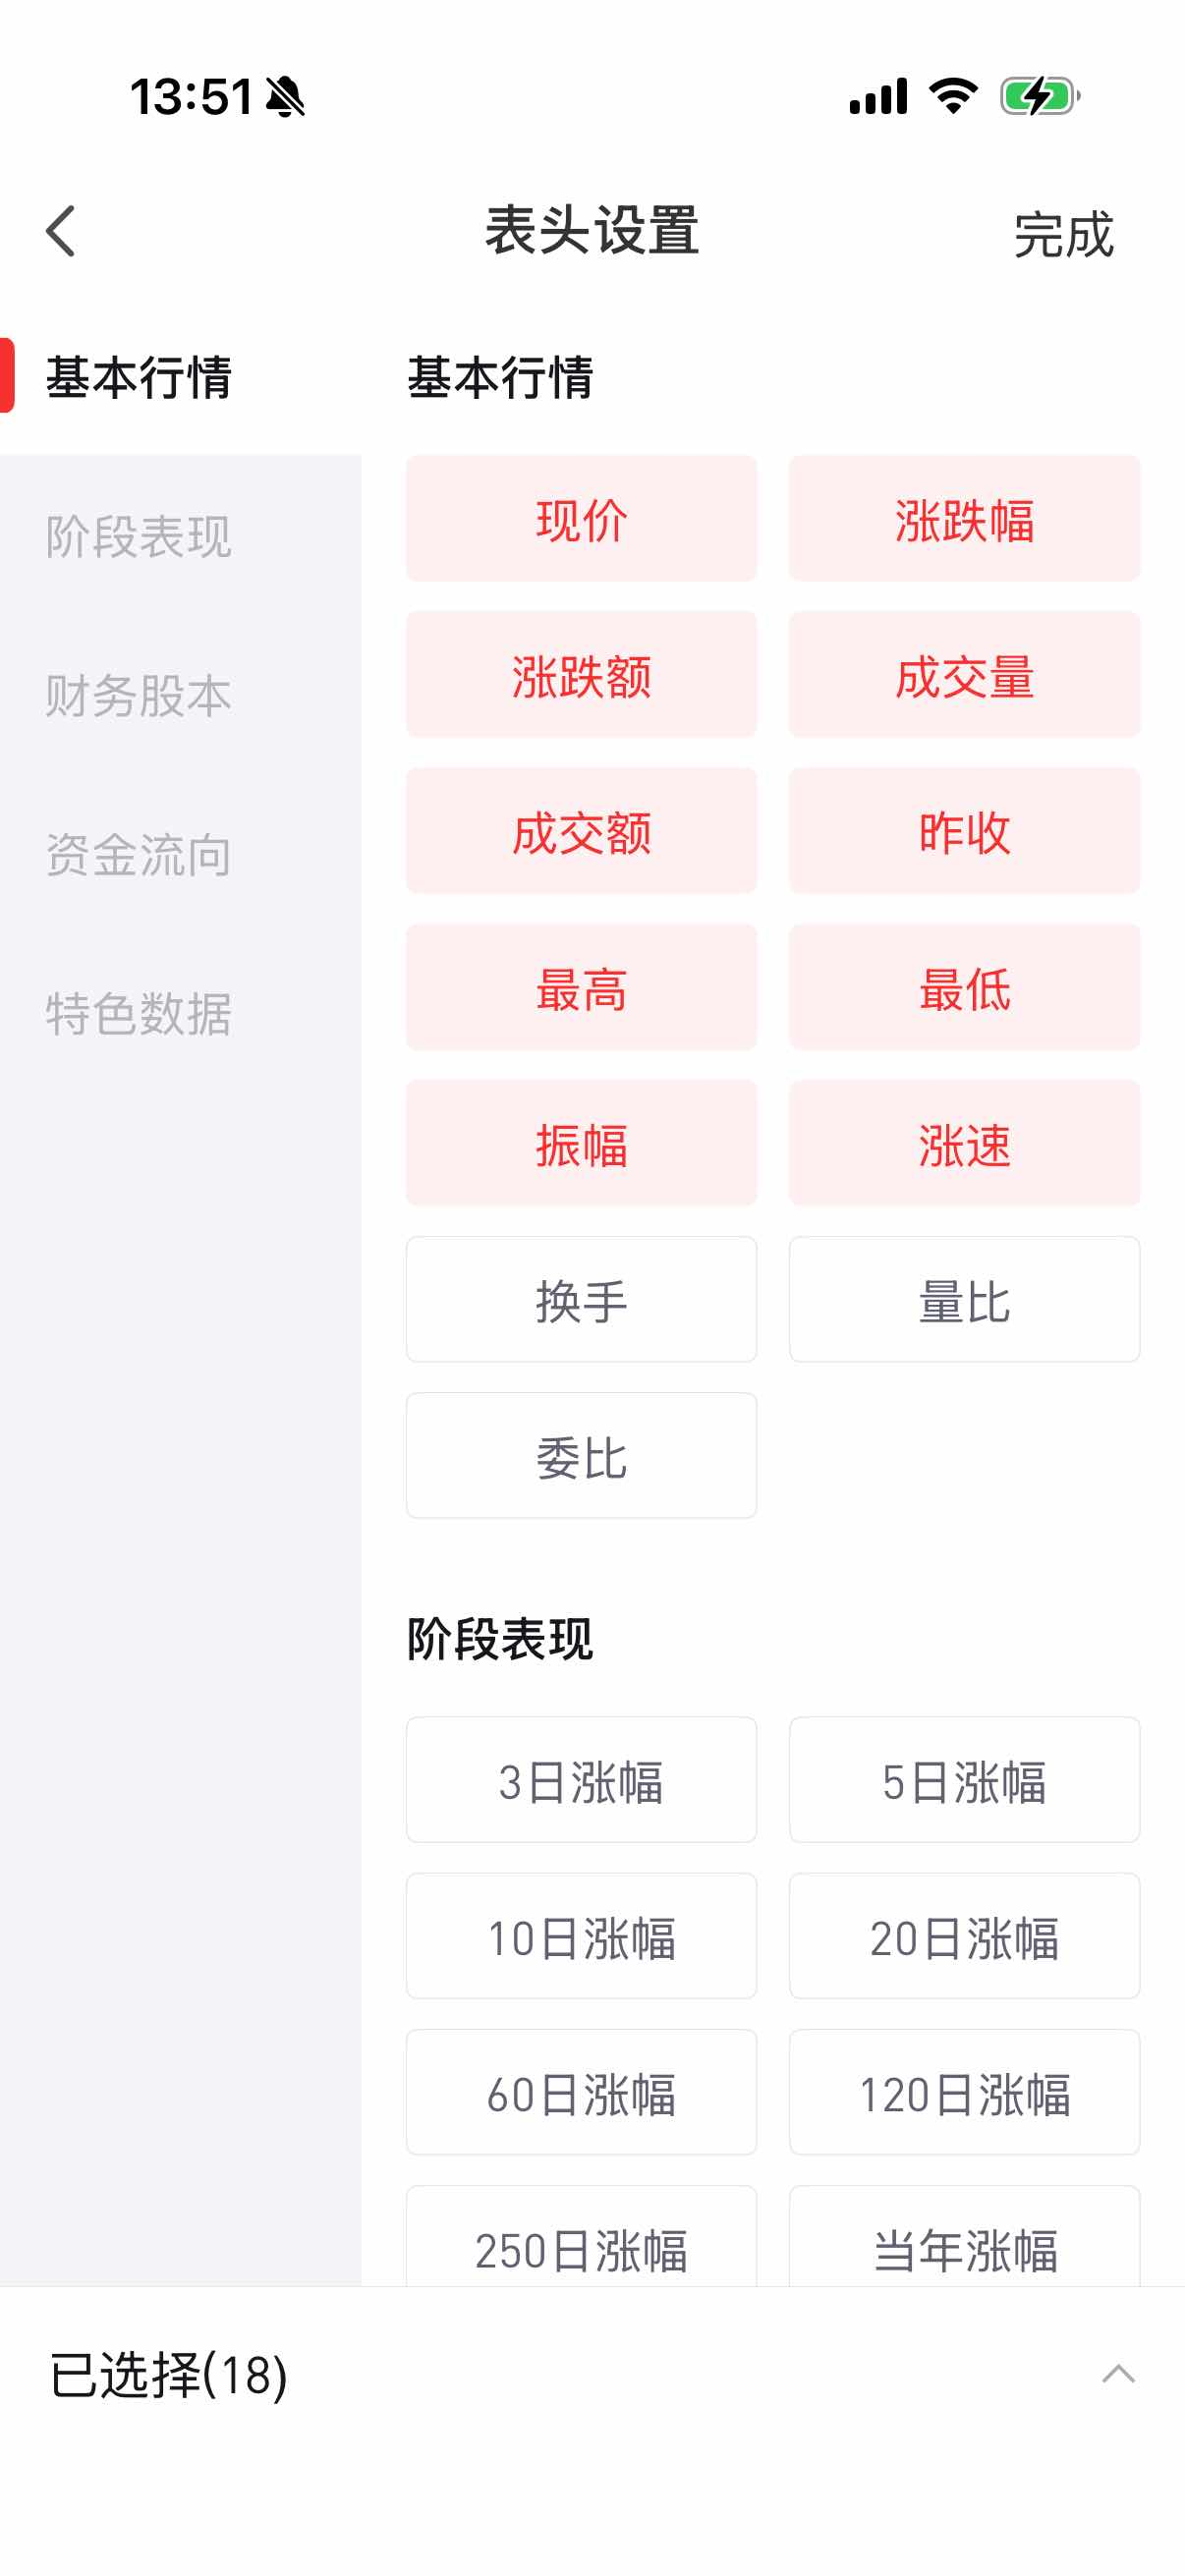 13:51
表头设置
完成
基本行情
阶段表现
财务股本
资金流向
特色数据
基本行情
现价
涨跌幅
涨跌额
成交量
成交额
昨收
最高
最低
振幅
涨速
换手
量比
委比
阶段表现
3日涨幅
5日涨幅
10日涨幅
20日涨幅
60日涨幅
120日涨幅
250日涨幅
当年涨幅
已选择(18)